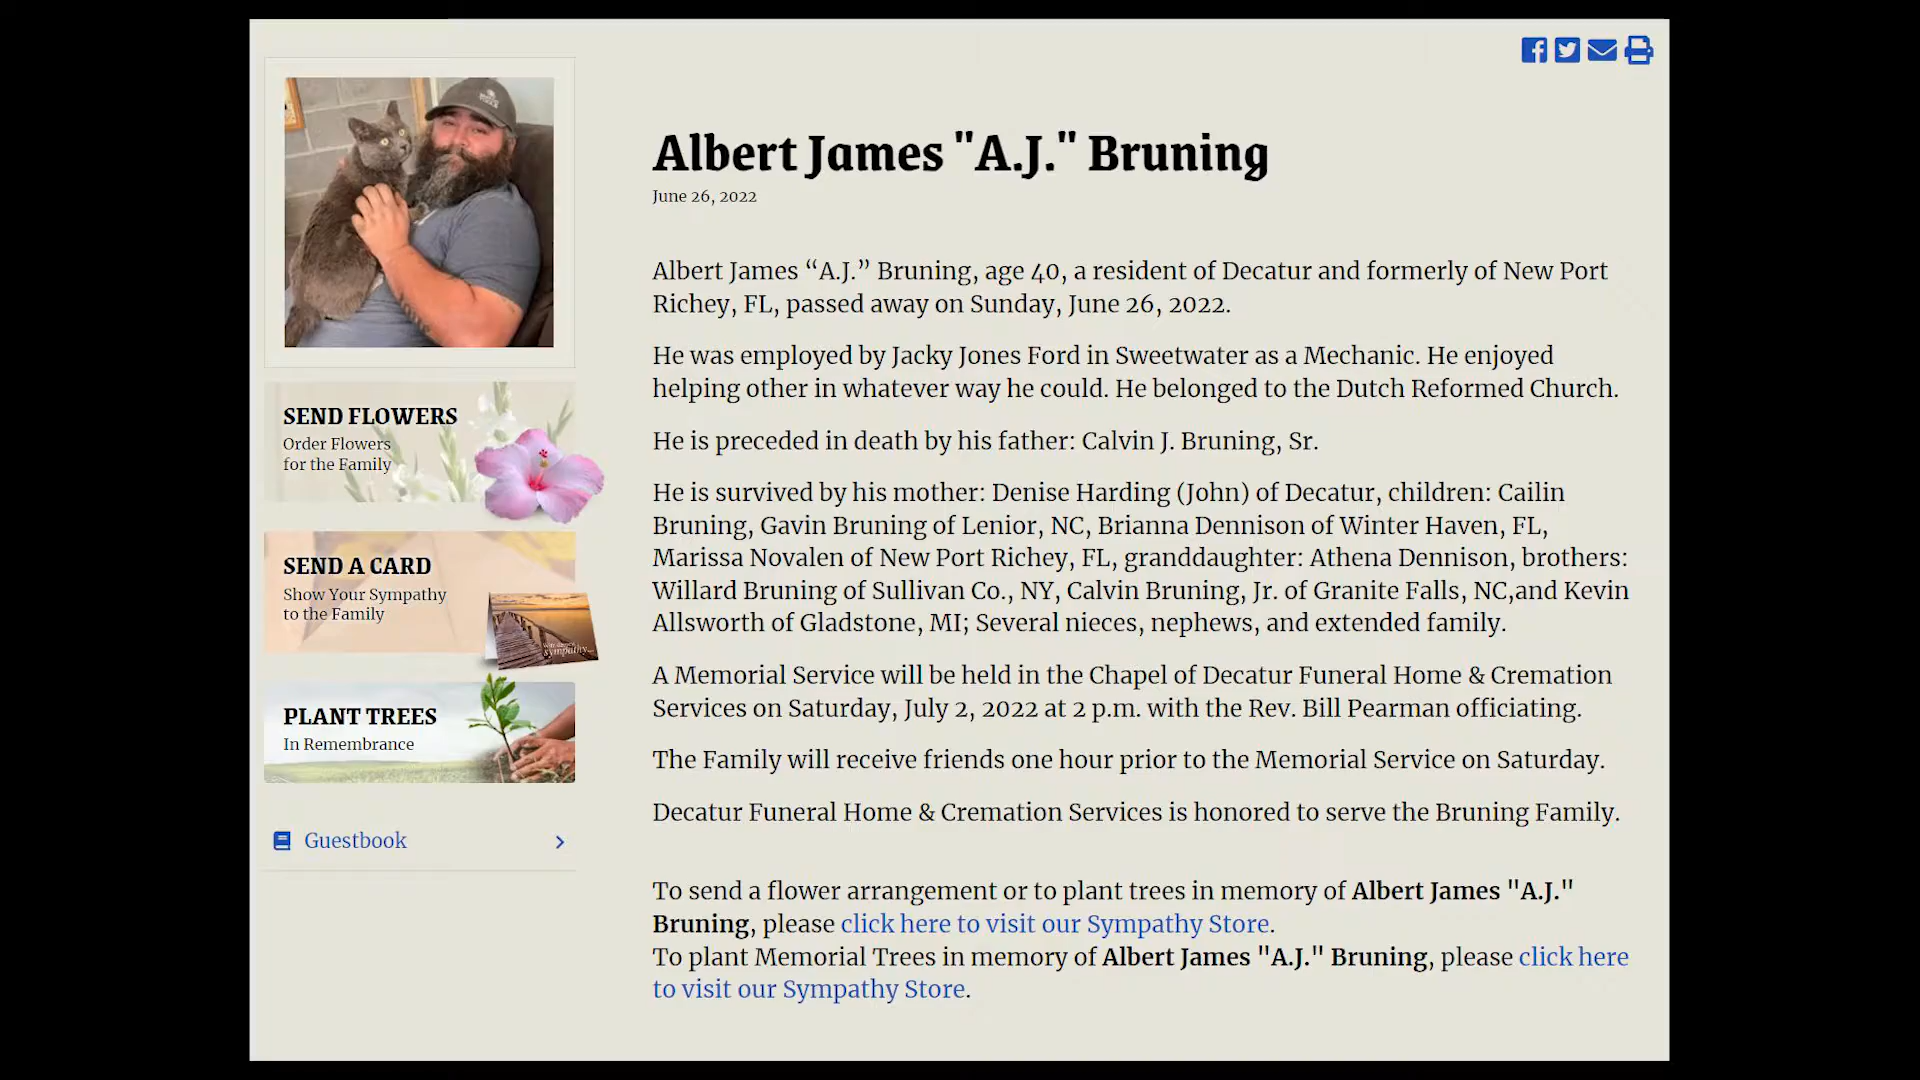 Albert James "A.J." Bruning
June 26, 2022
Albert James “A.J.” Bruning, age 40, a resident of Decatur and formerly of New Port
Richey, FL, passed away on Sunday, June 26, 2022.
He was employed by Jacky Jones Ford in Sweetwater as a Mechanic. He enjoyed
helping other in whatever way he could. He belonged to the Dutch Reformed Church.
He is preceded in death by his father: Calvin J. Bruning, Sr.
He is survived by his mother: Denise Harding (John) of Decatur, children: Cailin
Bruning, Gavin Bruning of Lenior, NC, Brianna Dennison of Winter Haven, FL,
Marissa Novalen of New Port Richey, FL, granddaughter: Athena Dennison, brothers:
Willard Bruning of Sullivan Co., NY, Calvin Bruning, Jr. of Granite Falls, NC,and Kevin
Allsworth of Gladstone, MI; Several nieces, nephews, and extended family.
A Memorial Service will be held in the Chapel of Decatur Funeral Home & Cremation
Services on Saturday, July 2, 2022 at 2 p.m. with the Rev. Bill Pearman officiating.
The Family will receive friends one hour prior to the Memorial Service on Saturday.
Decatur Funeral Home & Cremation Services is honored to serve the Bruning Family.
To send a flower arrangement or to plant trees in memory of Albert James "A.J."
Bruning, please click here to visit our Sympathy Store.
To plant Memorial Trees in memory of Albert James "A.J." Bruning, please click here
to visit our Sympathy Store.
SEND FLOWERS
Order Flowers
for the Family
SEND A CARD
Show Your Sympathy
to the Family
sympathy...
PLANT TREES
In Remembrance
Guestbook